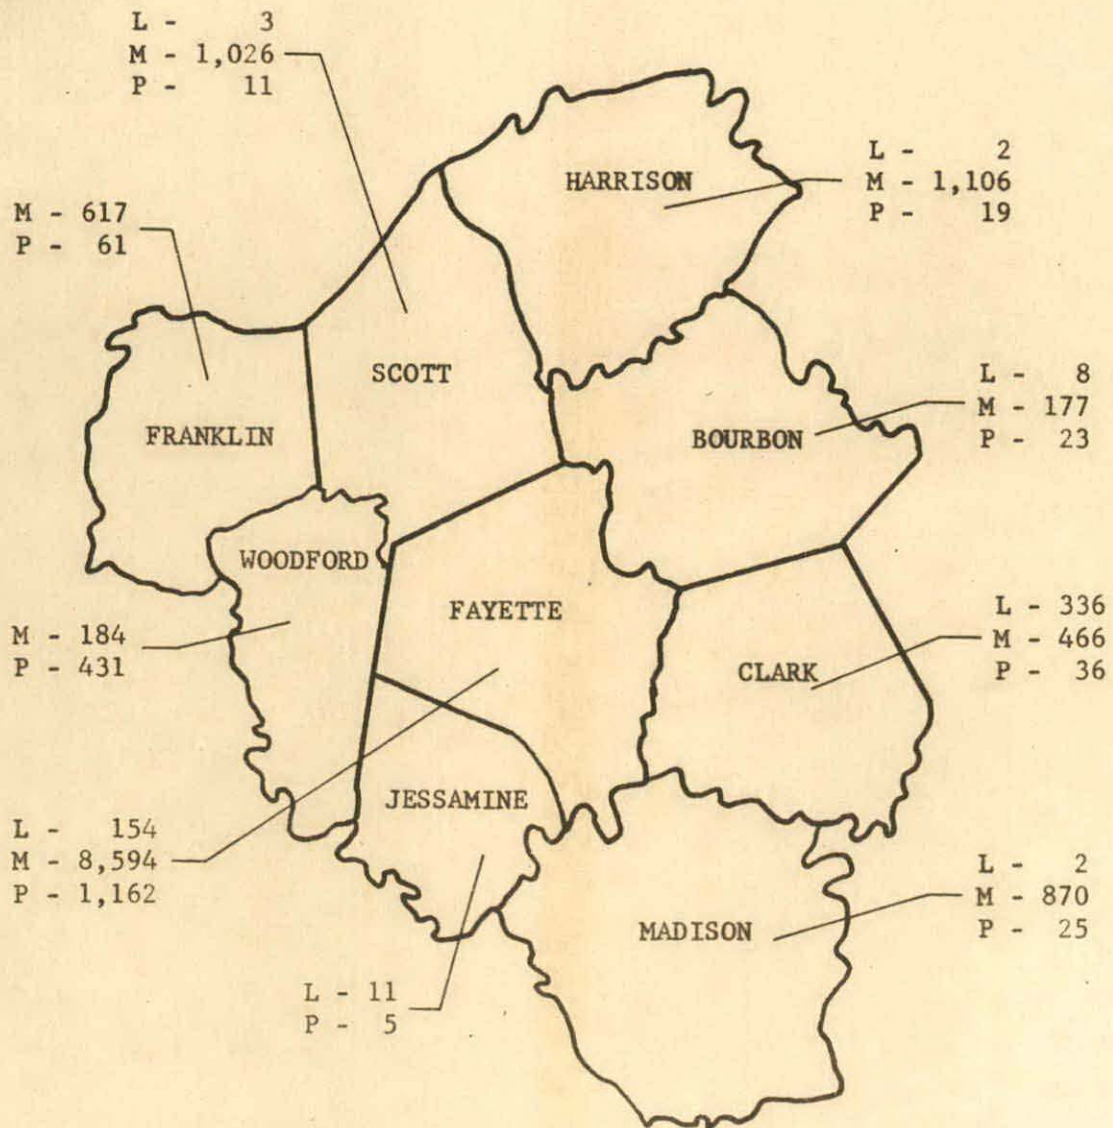 L - 3
M - 1,026
P - 11
HARRISON
L - 2
M - 1,106
P - 19
M - 617
P - 61
SCOTT
FRANKLIN
BOURBON
L - 8
M - 177
P - 23
WOODFORD
FAYETTE
L - 336
M - 466
P - 36
M - 184
P - 431
CLARK
JESSAMINE
L - 154
M - 8,594
P - 1,162
L - 2
M - 870
P - 25
MADISON
L - 11
P - 5